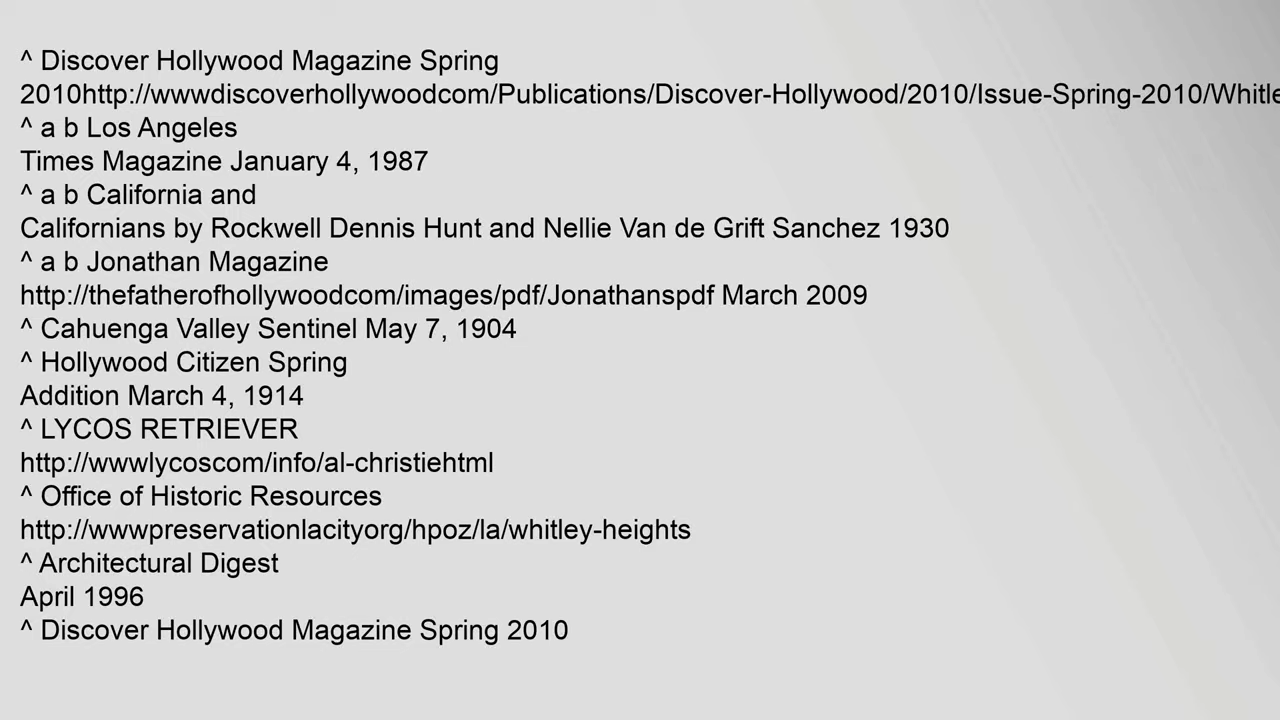 ^ Discover Hollywood Magazine Spring
2010http://wwwdiscoverhollywoodcom/Publications/Discover-Hollywood/2010/Issue-Spring-2010/Whitle
^ a b Los Angeles
Times Magazine January 4, 1987
^ a b California and
Californians by Rockwell Dennis Hunt and Nellie Van de Grift Sanchez 1930
^ a b Jonathan Magazine
http://thefatherofhollywoodcom/images/pdf/Jonathanspdf March 2009
^ Cahuenga Valley Sentinel May 7, 1904
^ Hollywood Citizen Spring
Addition March 4, 1914
^ LYCOS RETRIEVER
http://wwwlycoscom/info/al-christiehtml
^ Office of Historic Resources
http://wwwpreservationlacityorg/hpoz/la/whitley-heights
^ Architectural Digest
April 1996
^ Discover Hollywood Magazine Spring 2010